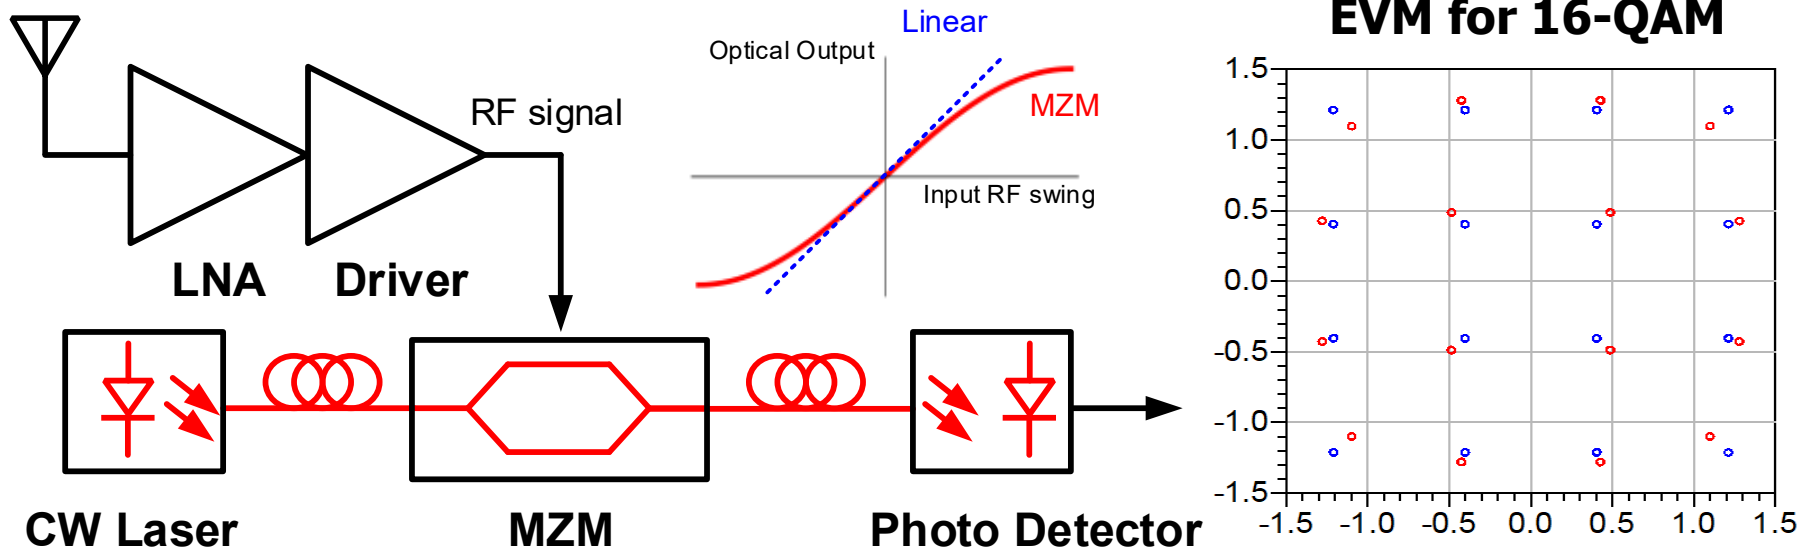 EVM for 16-QAM
Linear
Optical Output
RF signal
MZM
Input RF swing
LNA
Driver
CW Laser
MZM
Photo Detector
1.5
1.0
0.5
0.0
-0.5
-1.0
-1.5
-1.5 -1.0 -0.5 0.0 0.5 1.0 1.5